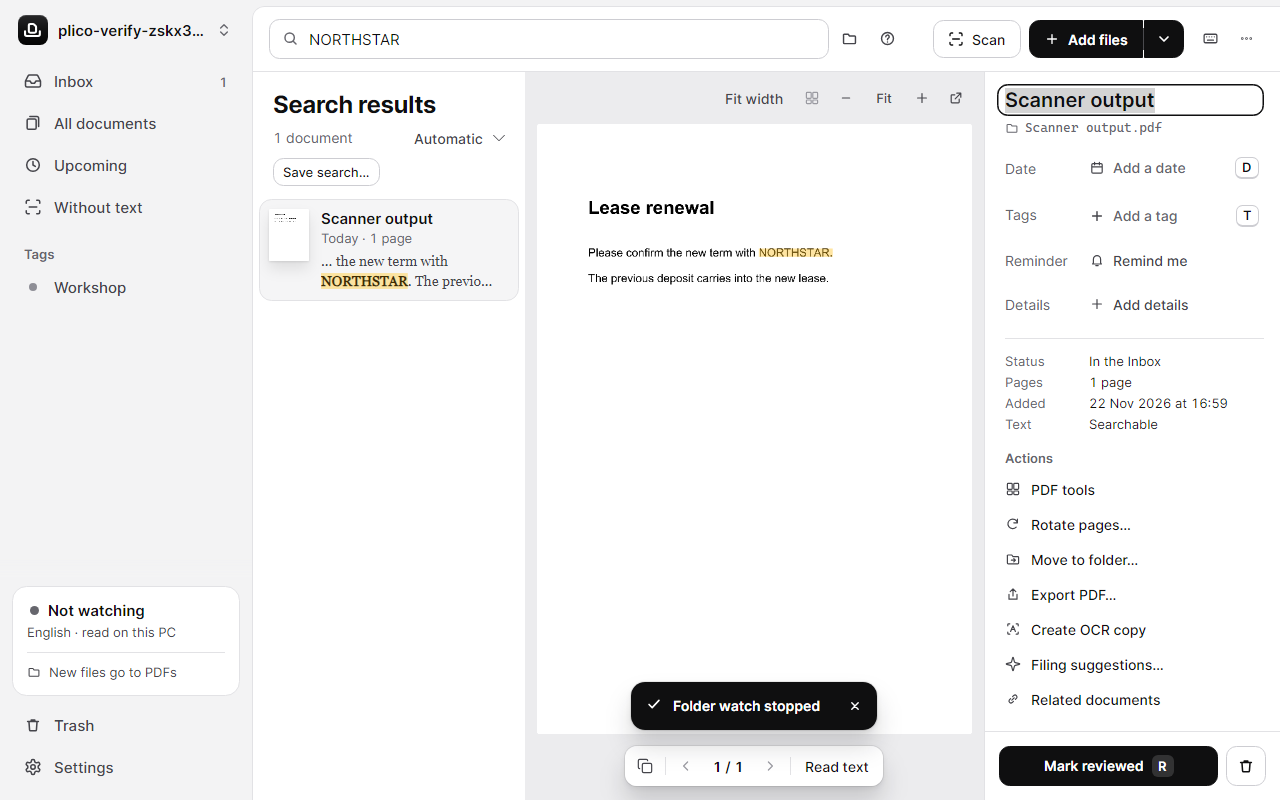 plico-verify-zskx3...
Inbox 1
All documents
Upcoming
Without text
Tags
Workshop
Not watching
English · read on this PC
New files go to PDFs
Trash
Settings
NORTHSTAR
Scan
Add files
Search results
1 document Automatic
Save search...
Scanner output
Today · 1 page
... the new term with
NORTHSTAR. The previo...
Fit width Fit
Lease renewal
Please confirm the new term with NORTHSTAR.
The previous deposit carries into the new lease.
Folder watch stopped
1 / 1 Read text
Scanner output
Scanner output.pdf
Date Add a date D
Tags Add a tag T
Reminder Remind me
Details Add details
Status In the Inbox
Pages 1 page
Added 22 Nov 2026 at 16:59
Text Searchable
Actions
PDF tools
Rotate pages...
Move to folder...
Export PDF...
Create OCR copy
Filing suggestions...
Related documents
Mark reviewed R